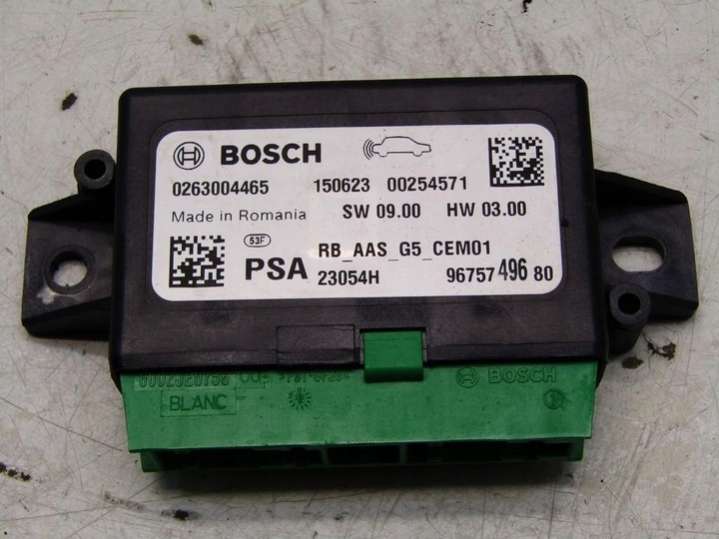 BOSCH
0263004465 150623 00254571
Made in Romania SW 09.00 HW 03.00
53F RB_AAS_G5_CEM01
PSA 23054H 96757 496 80
BOSCH
BLANC